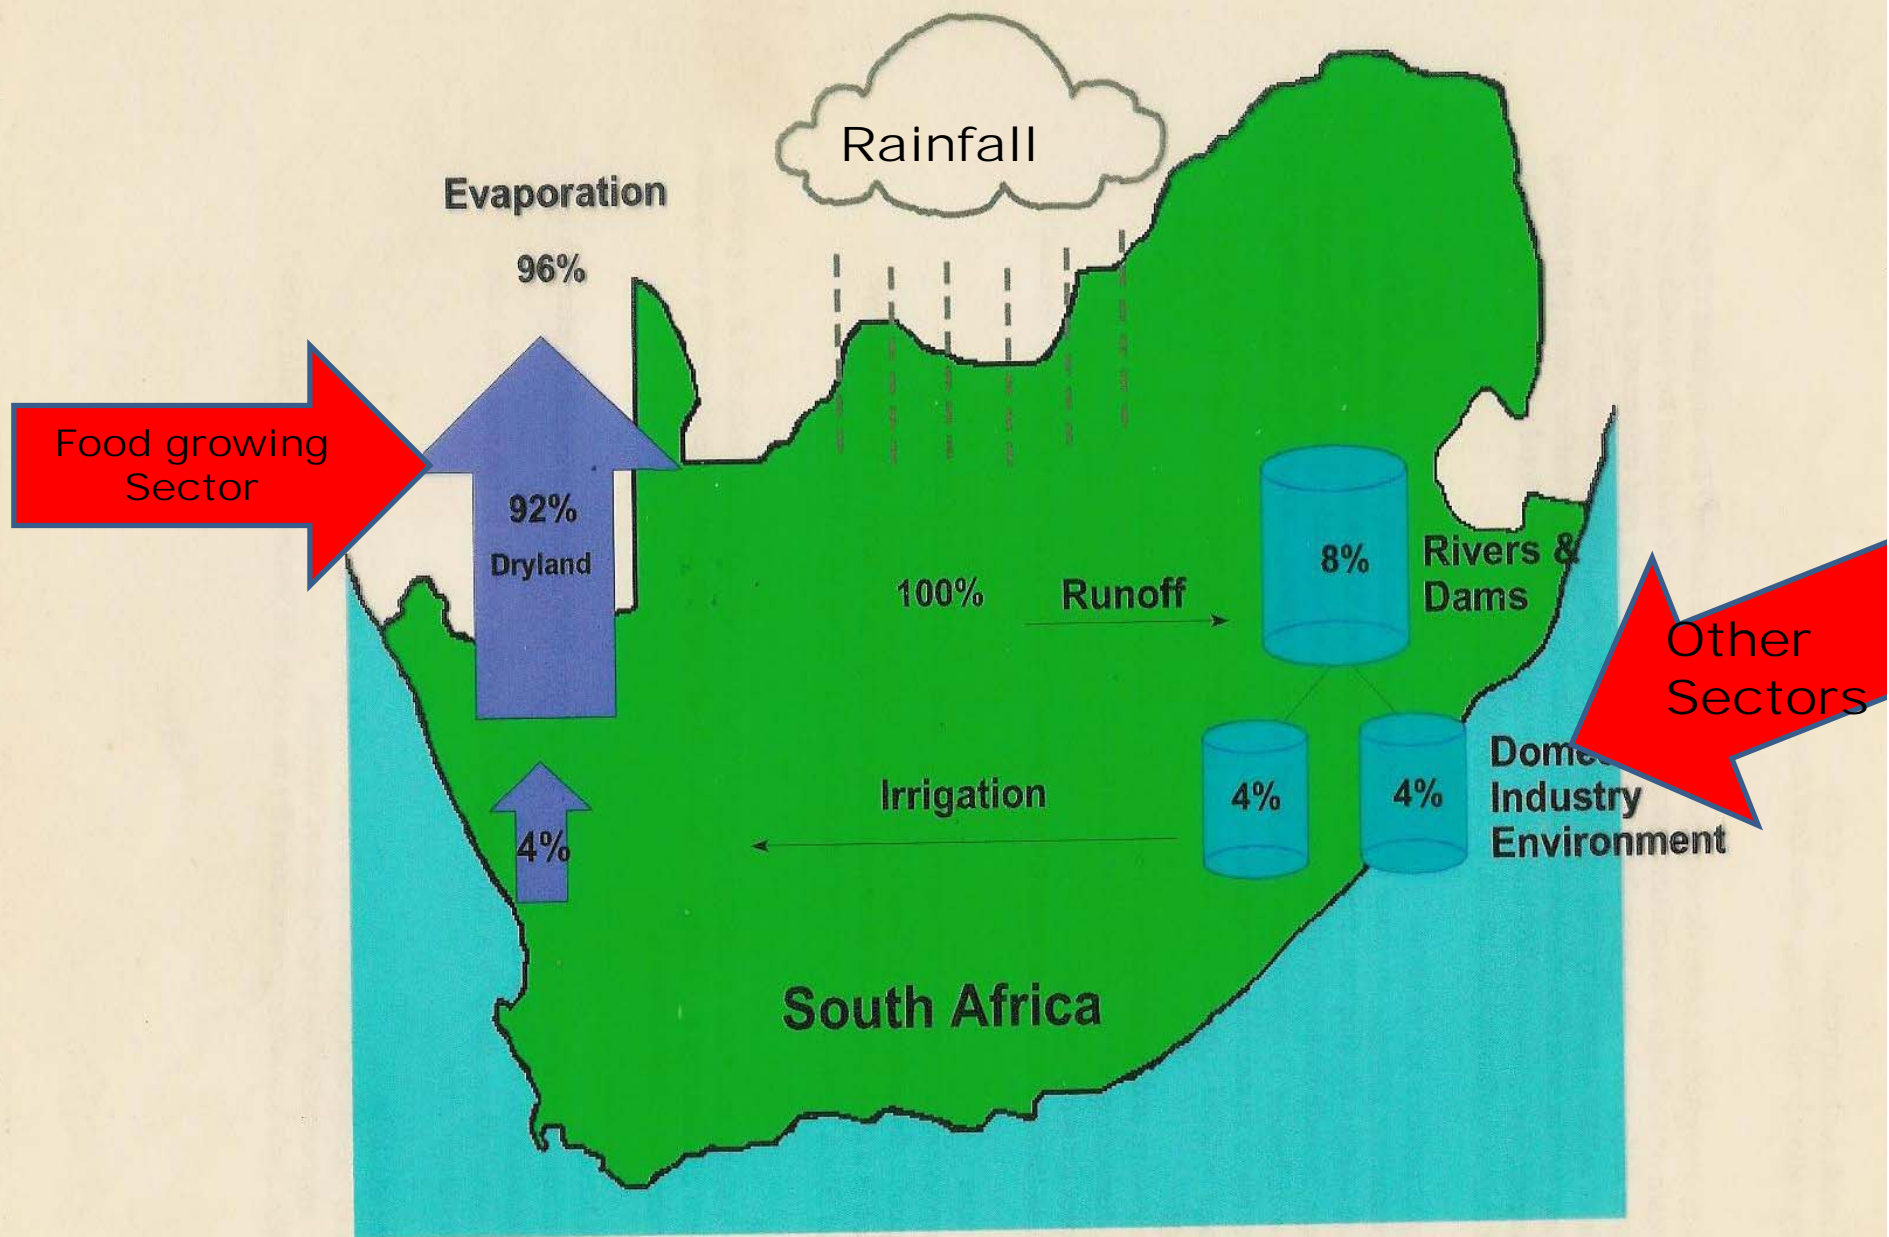 Rainfall
Evaporation
96%
Food growing
Sector
92%
Dryland
100%
Runoff
8%
Rivers &
Dams
Other
Sectors
4%
Irrigation
4%
4%
Industry
Environment
South Africa